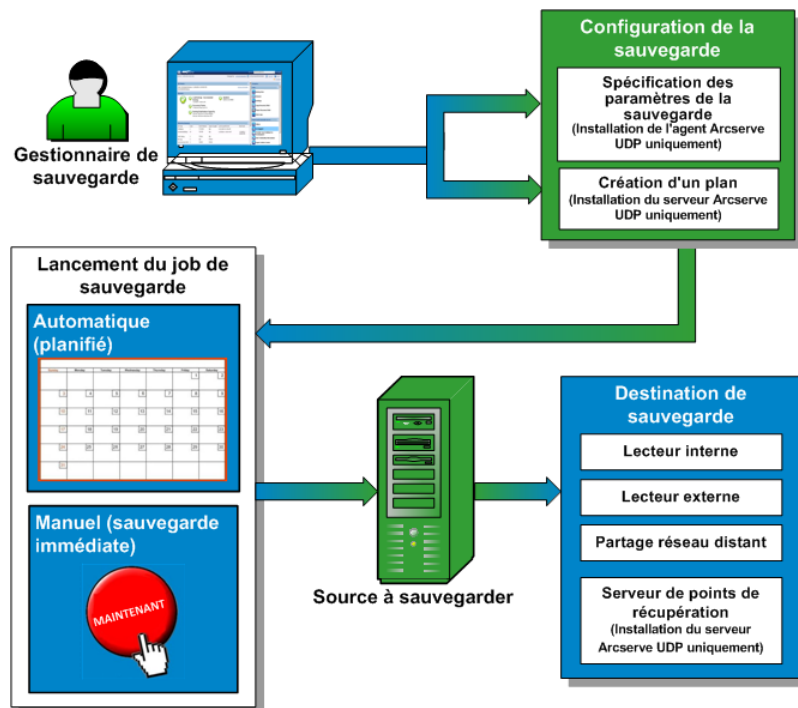 Gestionnaire de
sauvegarde
Configuration de la
sauvegarde
Spécification des
paramètres de la
sauvegarde
(Installation de l'agent Arcserve
UDP uniquement)
Création d'un plan
(Installation du serveur Arcserve
UDP uniquement)
Lancement du job de
sauvegarde
Automatique
(planifié)
Manuel (sauvegarde
immédiate)
MAINTENANT
Source à sauvegarder
Destination de
sauvegarde
Lecteur interne
Lecteur externe
Partage réseau distant
Serveur de points de
récupération
(Installation du serveur
Arcserve UDP uniquement)